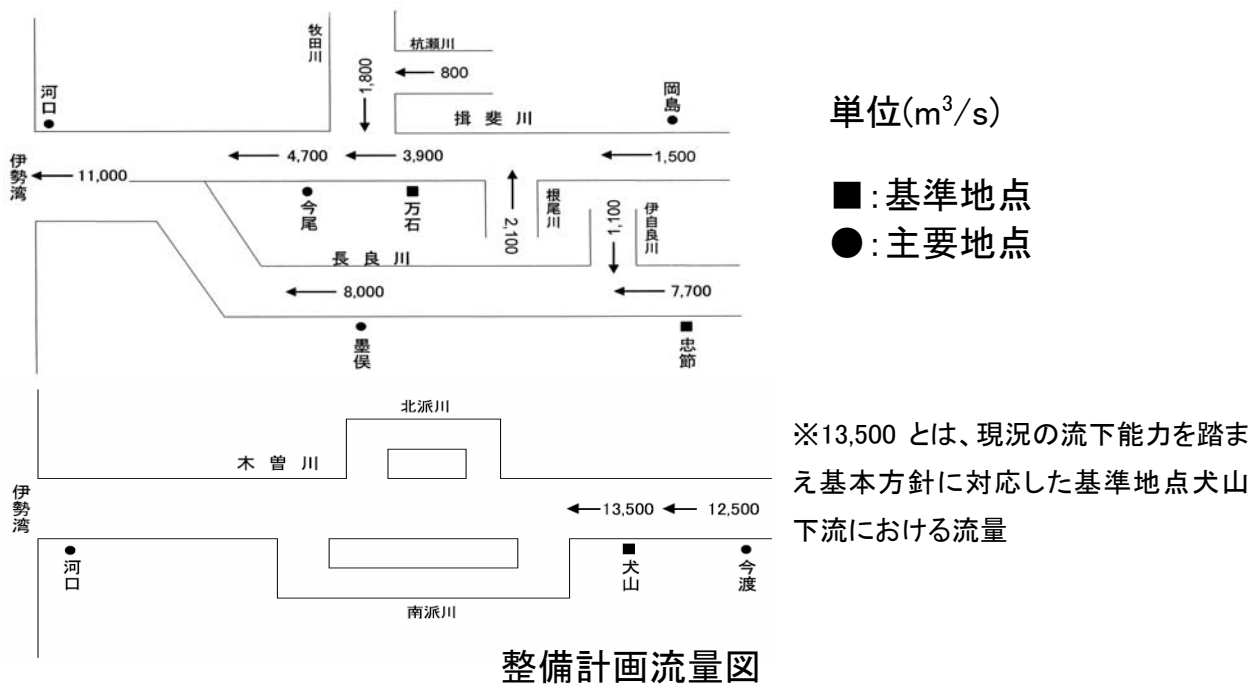 牧田川
杭瀬川
← 800
1,800
河口
岡島
揖斐川
4,700
3,900
1,500
伊勢湾
11,000
今尾
万石
2,100
根尾川
1,100
伊自良川
長良川
8,000
7,700
墨俣
忠節
単位(m³/s)
■:基準地点
●:主要地点
北派川
木曽川
伊勢湾
13,500
12,500
河口
犬山
今渡
南派川
※13,500 とは、現況の流下能力を踏ま
え基本方針に対応した基準地点犬山
下流における流量
整備計画流量図